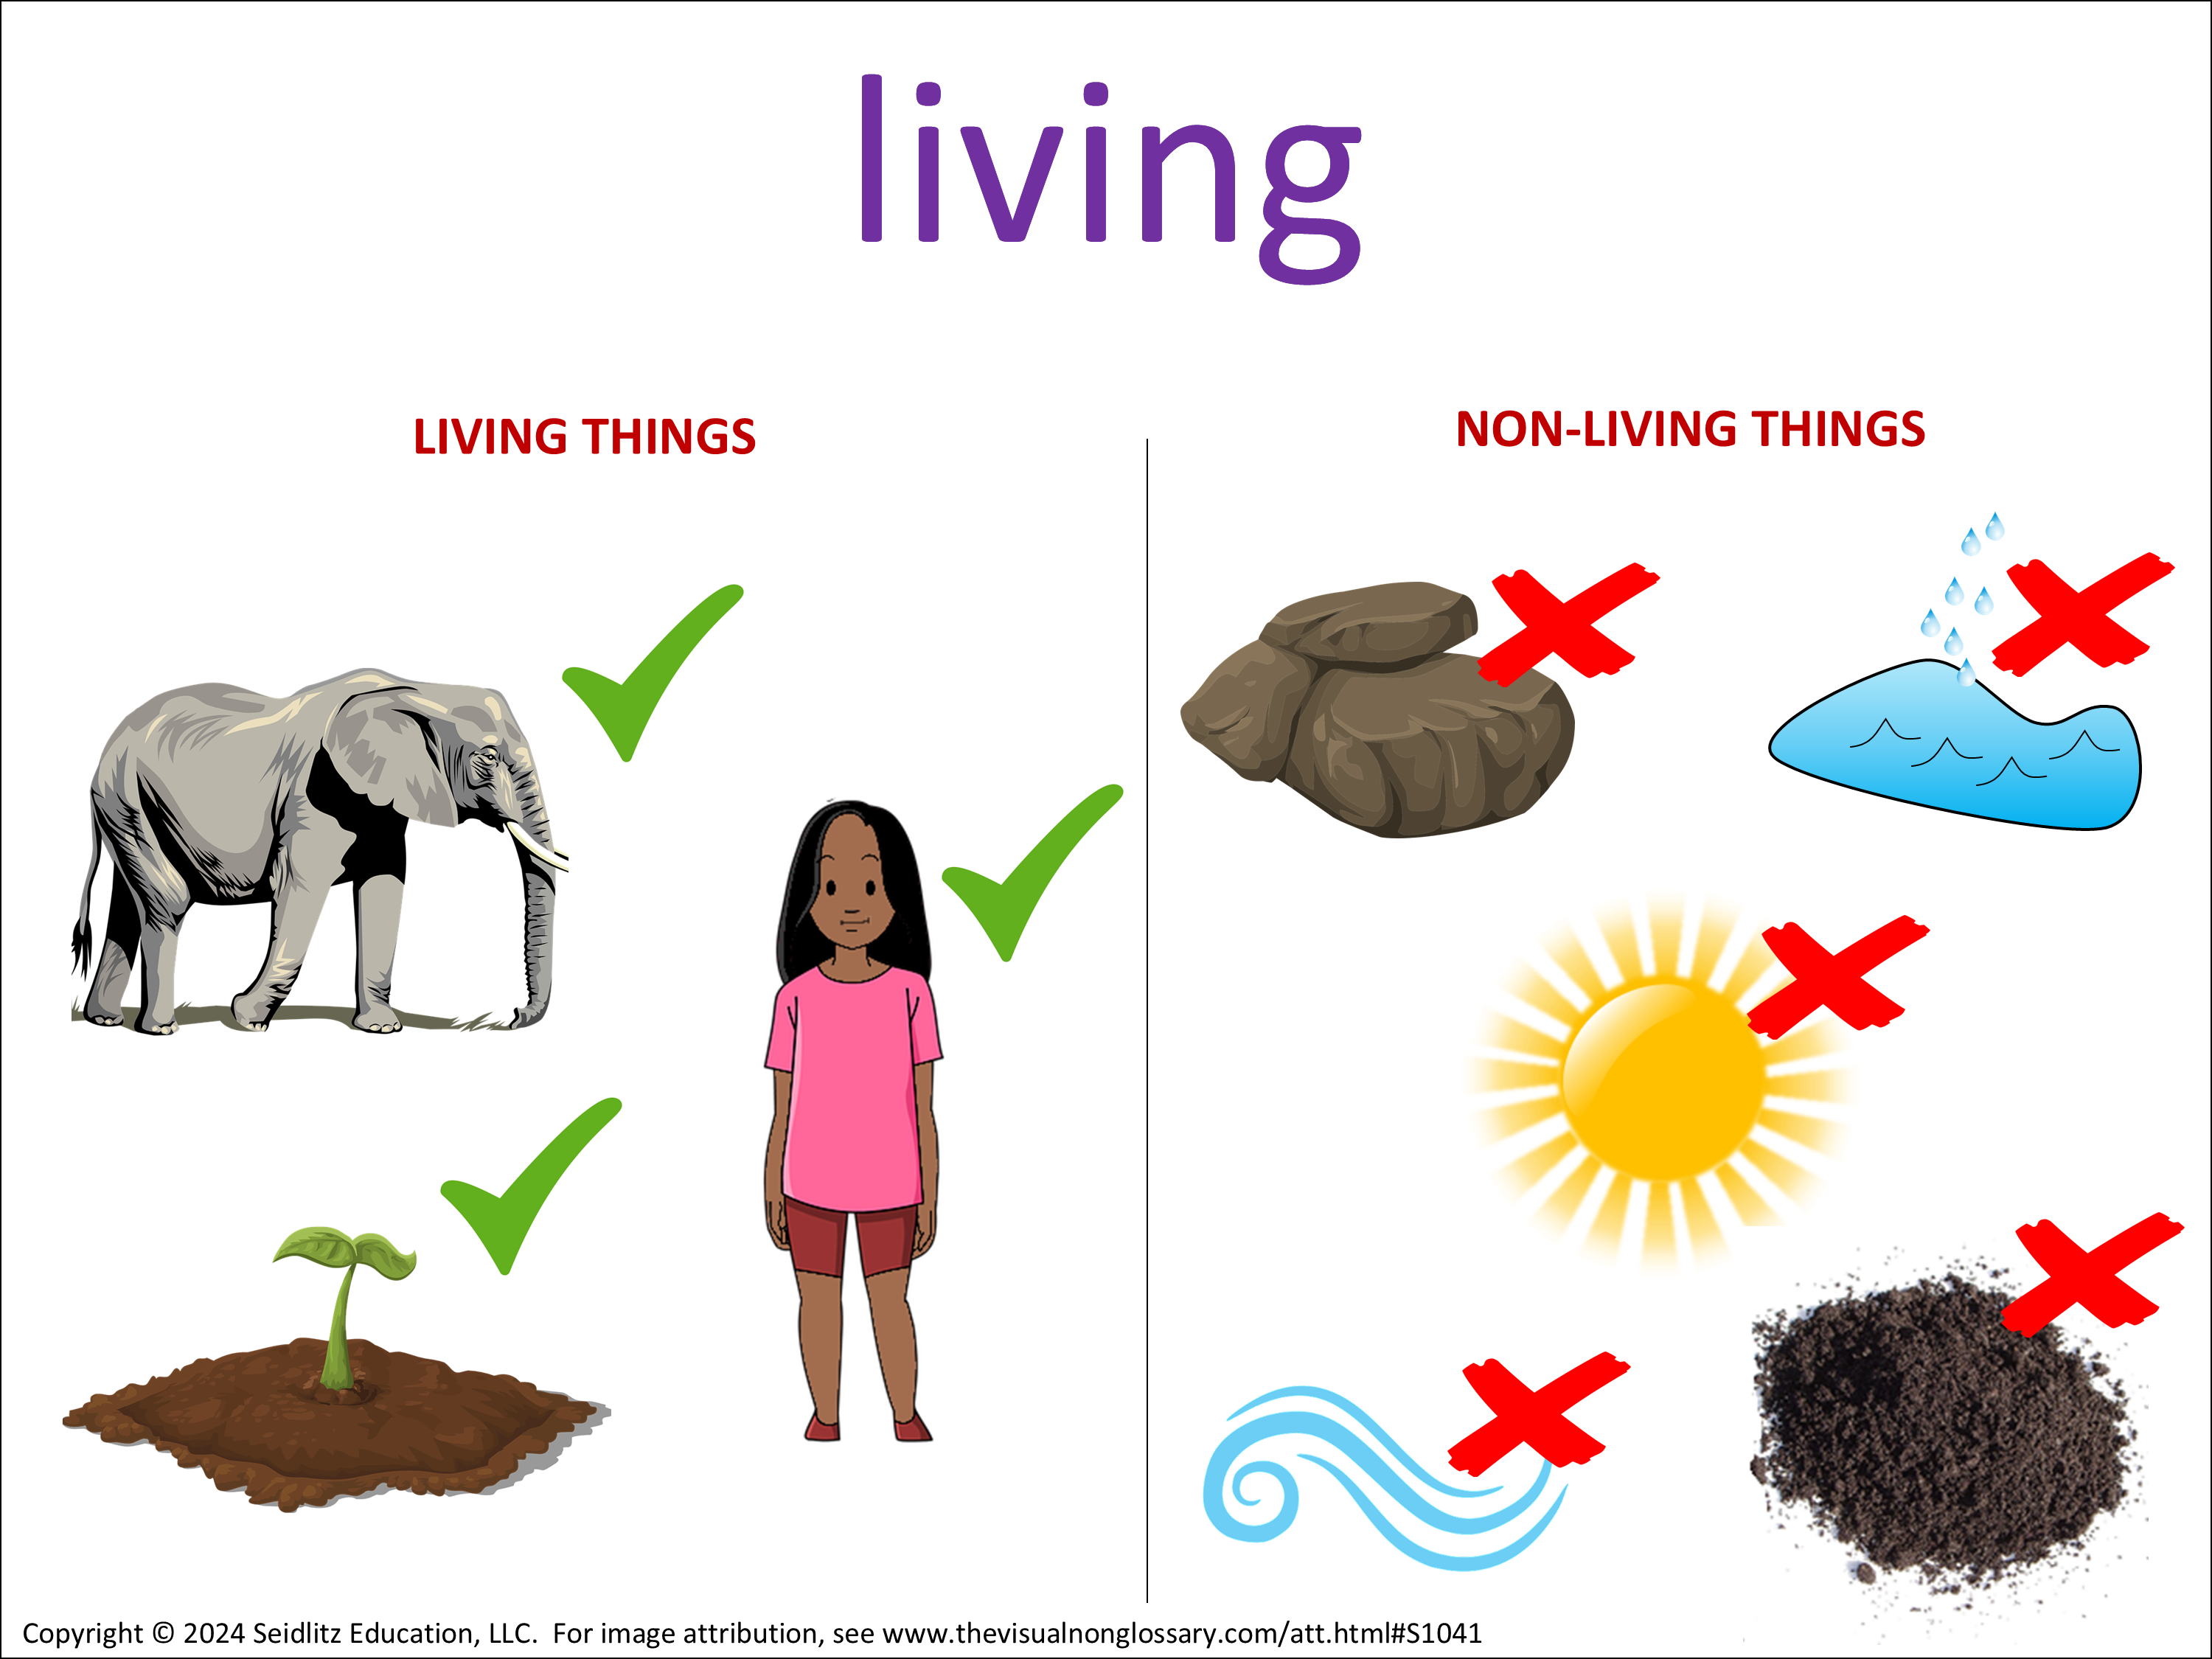 living
LIVING THINGS
NON-LIVING THINGS
Copyright © 2024 Seidlitz Education, LLC.  For image attribution, see www.thevisualnonglossary.com/att.html#S1041